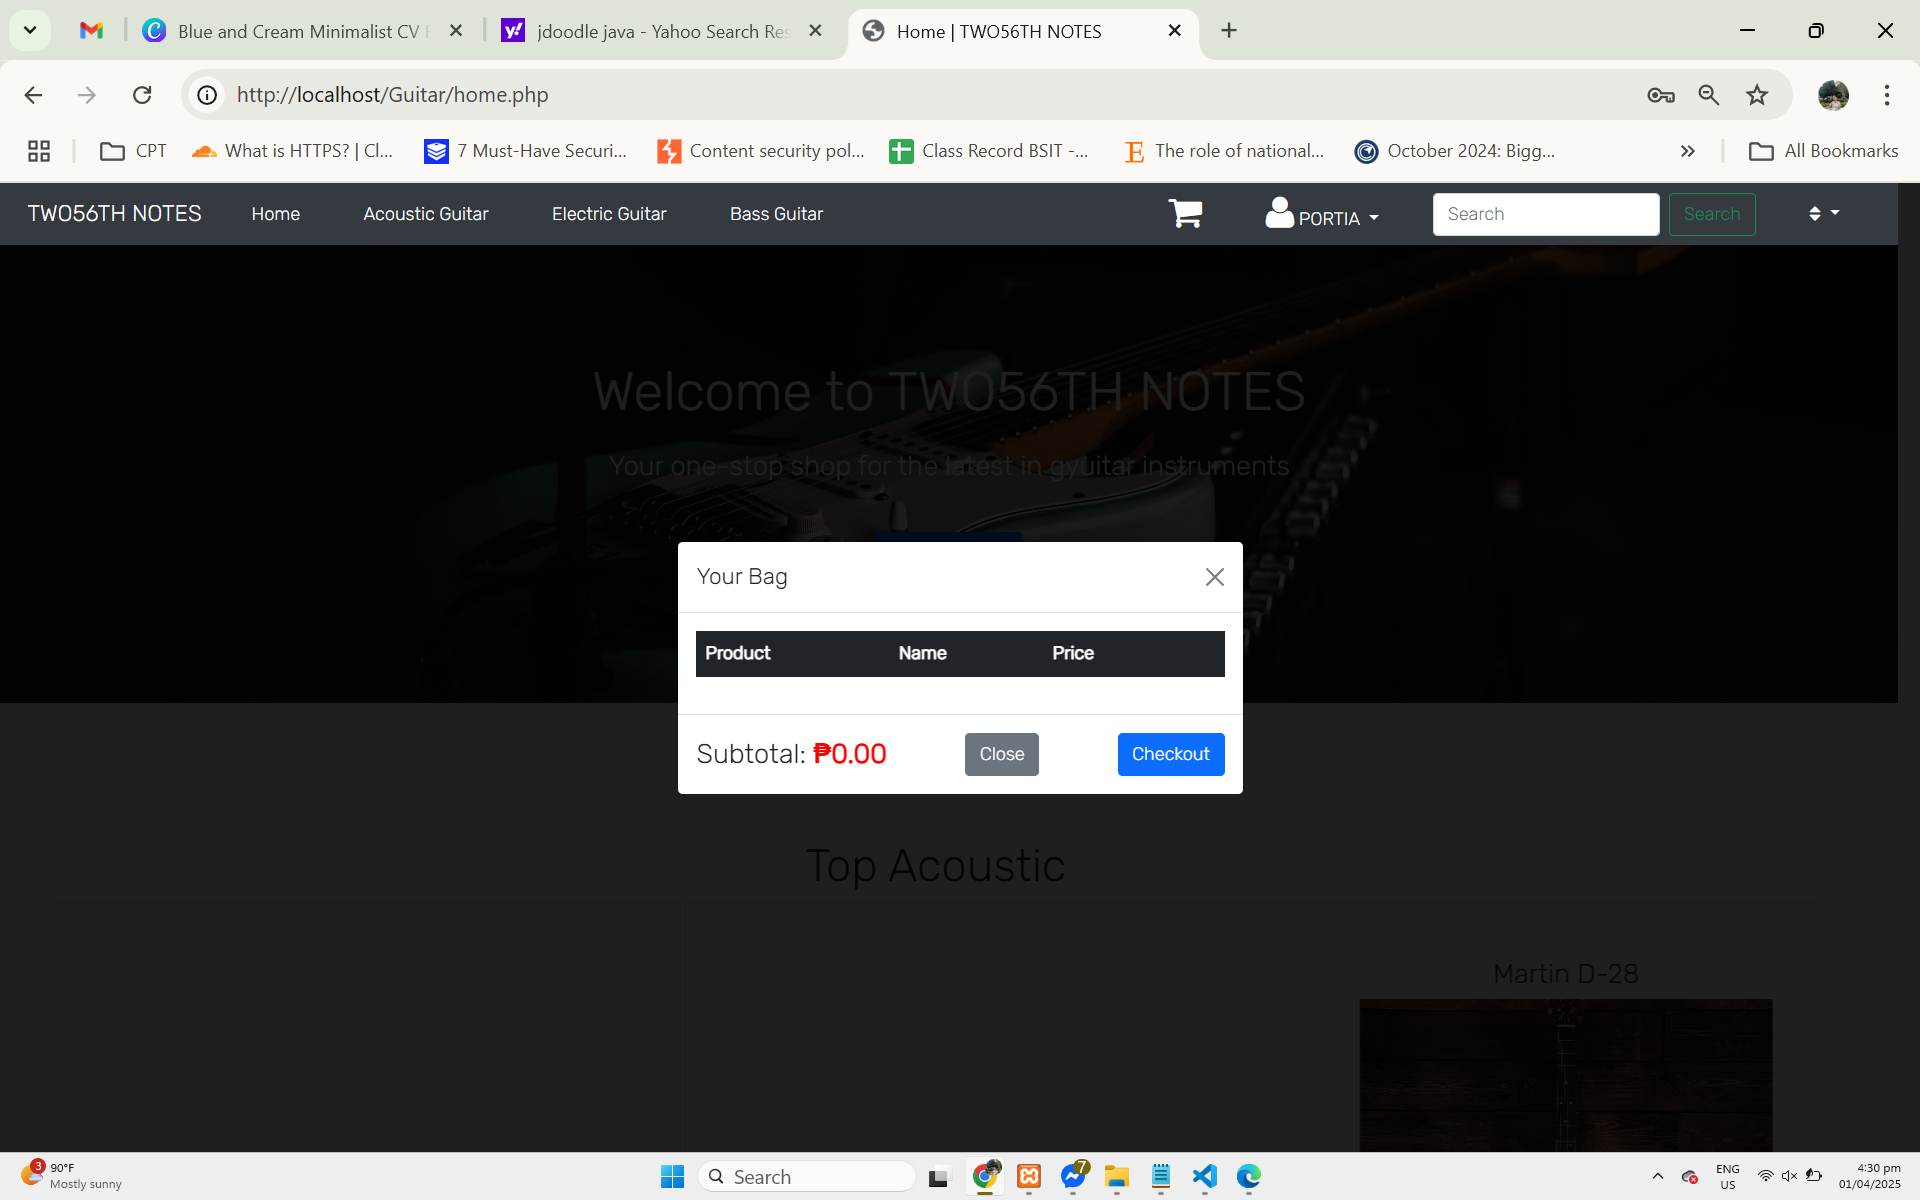 Blue and Cream Minimalist CV F
jdoodle java - Yahoo Search Res
Home | TWO56TH NOTES
http://localhost/Guitar/home.php
CPT
What is HTTPS? | Cl...
7 Must-Have Securi...
Content security pol...
Class Record BSIT -...
The role of national...
October 2024: Bigg...
All Bookmarks
TWO56TH NOTES
Home
Acoustic Guitar
Electric Guitar
Bass Guitar
PORTIA
Search
Search
Welcome to TWO56TH NOTES
Your one-stop shop for the latest in gyuitar instruments
Your Bag
Product Name Price
Subtotal: ₱0.00
Close
Checkout
Top Acoustic
Martin D-28
3
90°F
Mostly sunny
Search
7
ENG
US
4:30 pm
01/04/2025